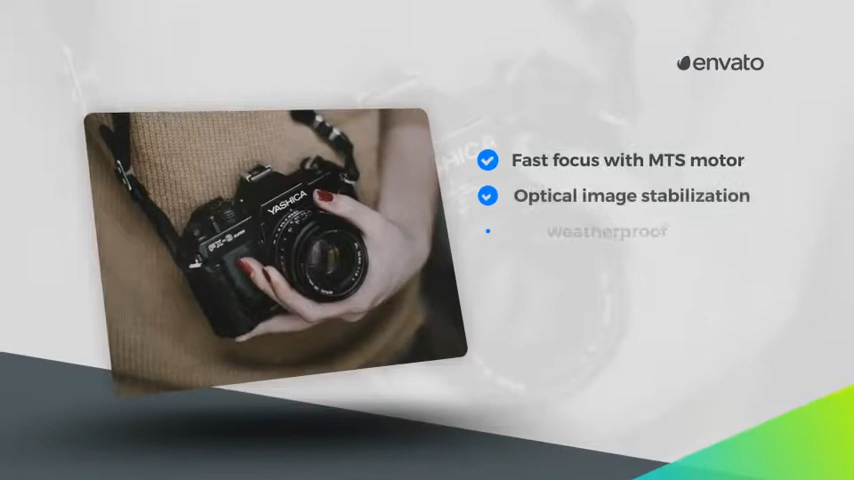 envato
Fast focus with MTS motor
Optical image stabilization
weatherproof
YASHICA